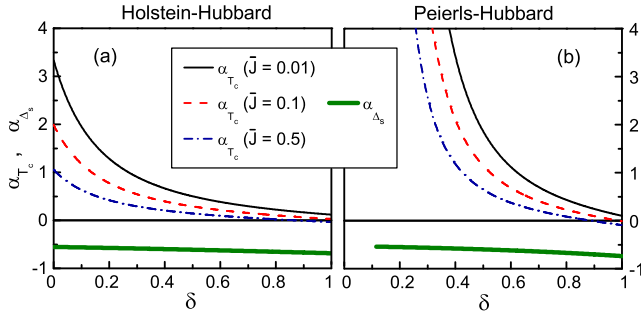 Holstein-Hubbard
Peierls-Hubbard
4
3
2
1
0
-1
α_{T_c} , α_{Δ_s}
(a)
α_{T_c} (J̄ = 0.01)
α_{T_c} (J̄ = 0.1)
α_{Δ_s}
α_{T_c} (J̄ = 0.5)
(b)
4
3
2
1
0
-1
0 0.2 0.4 0.6 0.8 1
0 0.2 0.4 0.6 0.8 1
δ
δ